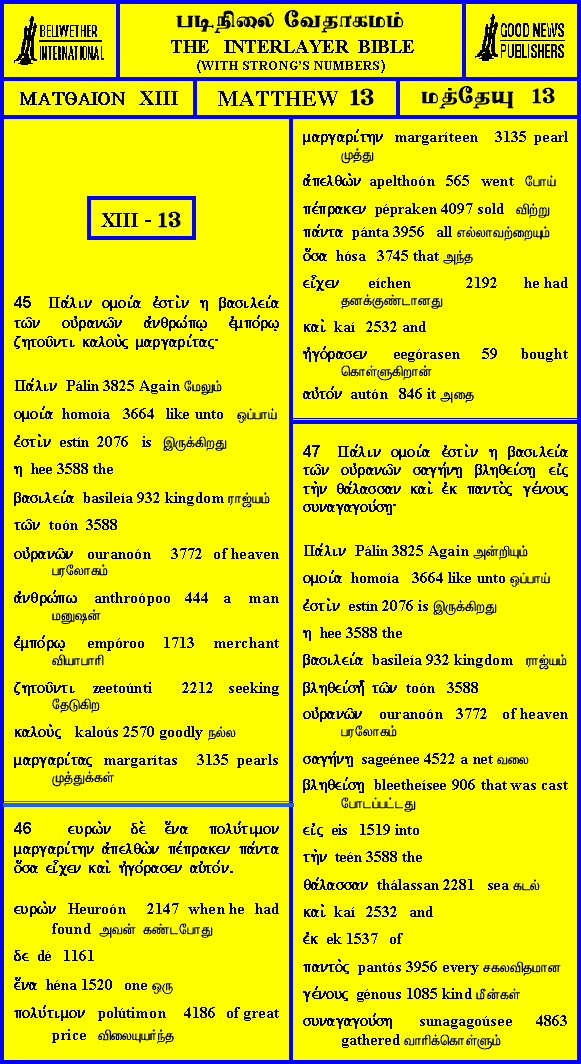 BELLWETHER
INTERNATIONAL
படிநிலை வேதாகமம்
THE INTERLAYER BIBLE
(WITH STRONG'S NUMBERS)
GOOD NEWS
PUBLISHERS
ΜΑΤΘΑΙΟΝ XIII
MATTHEW 13
மத்தேயு 13
XIII - 13
45 Πάλιν ομοία ἐστὶν η βασιλεία
τῶν οὐρανῶν ἀνθρώπῳ ἐμπόρῳ
ζητοῦντι καλοὺς μαργαρίτας·
Πάλιν Pálin 3825 Again மேலும்
ομοία homoía 3664 like unto ஒப்பாய்
ἐστὶν estín 2076 is இருக்கிறது
η hee 3588 the
βασιλεία basileía 932 kingdom ராஜ்யம்
τῶν toón 3588
οὐρανῶν ouranoón 3772 of heaven
பரலோகம்
ἀνθρώπω anthroópoo 444 a man
மனுஷன்
ἐμπόρῳ empóroo 1713 merchant
வியாபாரி
ζητοῦντι zeetoúnti 2212 seeking
தேடுகிற
καλοὺς kaloús 2570 goodly நல்ல
μαργαρίτας margarítas 3135 pearls
முத்துக்கள்
46 ευρὼν δὲ ἕνα πολύτιμον
μαργαρίτην ἀπελθὼν πέπρακεν πάντα
ὅσα εἶχεν καὶ ἠγόρασεν αὐτόν.
ευρὼν Heuroón 2147 when he had
found அவன் கண்டபோது
δε dé 1161
ἕνα héna 1520 one ஒரு
πολύτιμον polútimon 4186 of great
price விலையுயர்ந்த
μαργαρίτην margaríteen 3135 pearl
முத்து
ἀπελθὼν apelthoón 565 went போய்
πέπρακεν pépraken 4097 sold விற்று
πάντα pánta 3956 all எல்லாவற்றையும்
ὅσα hósa 3745 that அந்த
εἶχεν eíchen 2192 he had
தனக்குண்டானது
καὶ kaí 2532 and
ἠγόρασεν eegórasen 59 bought
கொள்ளுகிறான்
αὐτόν autón 846 it அதை
47 Πάλιν ομοία ἐστὶν η βασιλεία
τῶν οὐρανῶν σαγήνῃ βληθείσῃ εἰς
τὴν θάλασσαν καὶ ἐκ παντὸς γένους
συναγαγούσῃ·
Πάλιν Pálin 3825 Again அன்றியும்
ομοία homoía 3664 like unto ஒப்பாய்
ἐστὶν estín 2076 is இருக்கிறது
η hee 3588 the
βασιλεία basileía 932 kingdom ராஜ்யம்
βληθείσῃ τῶν toón 3588
οὐρανῶν ouranoón 3772 of heaven
பரலோகம்
σαγήνῃ sageénee 4522 a net வலை
βληθείσῃ bleetheísee 906 that was cast
போடப்பட்டது
εἰς eis 1519 into
τὴν teén 3588 the
θάλασσαν thálassan 2281 sea கடல்
καὶ kaí 2532 and
ἐκ ek 1537 of
παντὸς pantós 3956 every சகலவிதமான
γένους génous 1085 kind மீன்கள்
συναγαγούσῃ sunagagoúsee 4863
gathered வாரிக்கொள்ளும்